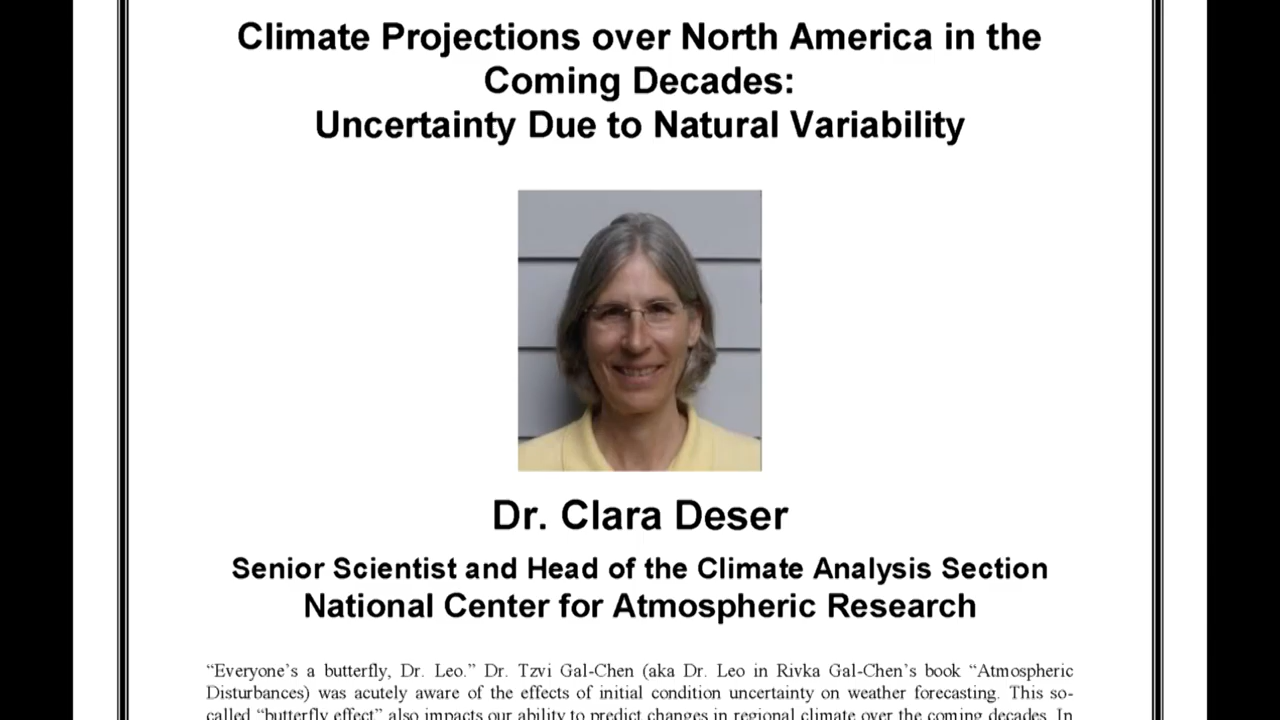 Climate Projections over North America in the
Coming Decades:
Uncertainty Due to Natural Variability
Dr. Clara Deser
Senior Scientist and Head of the Climate Analysis Section
National Center for Atmospheric Research
“Everyone’s a butterfly, Dr. Leo.” Dr. Tzvi Gal-Chen (aka Dr. Leo in Rivka Gal-Chen’s book “Atmospheric
Disturbances) was acutely aware of the effects of initial condition uncertainty on weather forecasting. This so-
called “butterfly effect” also impacts our ability to predict changes in regional climate over the coming decades. In